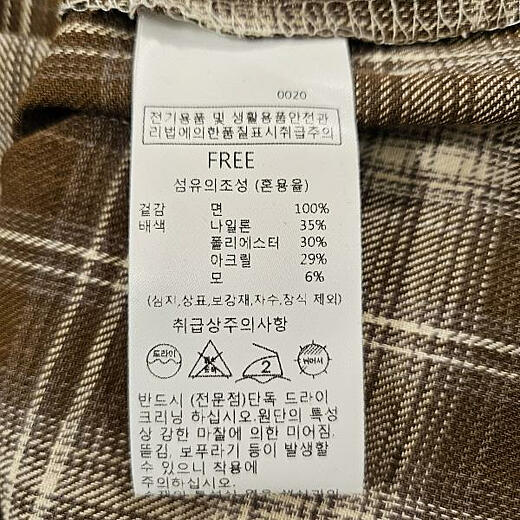 0020
전기용품 및 생활용품안전관
리법에의한품질표시취급주의
FREE
섬유의조성 (혼용율)
겉감 면 100%
배색 나일론 35%
폴리에스터 30%
아크릴 29%
모 6%
(심지,상표,보강재,자수,장식 제외)
취급상주의사항
드라이
2
뉘어서
반드시 (전문점)단독 드라이
크리닝 하십시오.원단의 특성
상 강한 마찰에 의한 미어짐.
뜯김, 보푸라기 등이 발생할
수 있으니 착용에
주의하십시오.